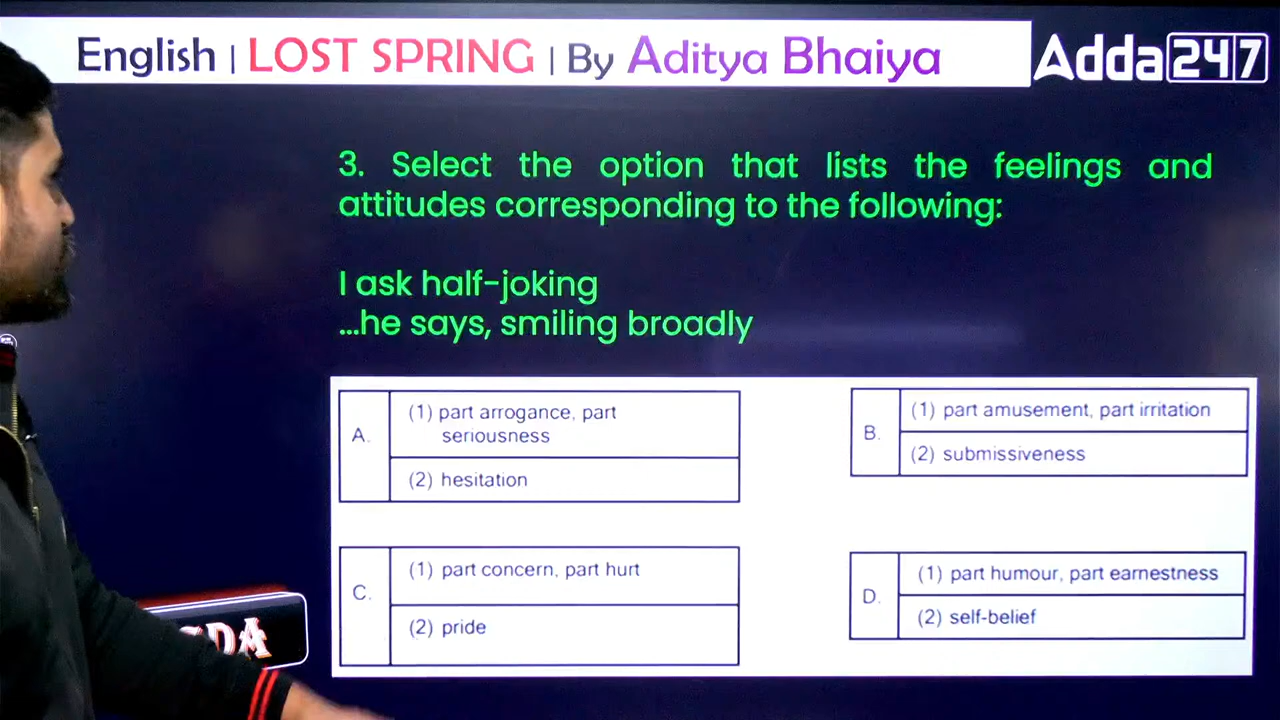 English | LOST SPRING | By Aditya Bhaiya
Adda247
3. Select the option that lists the feelings and
attitudes corresponding to the following:
I ask half-joking
...he says, smiling broadly
A.
(1) part arrogance, part
seriousness
(2) hesitation
B.
(1) part amusement, part irritation
(2) submissiveness
C.
(1) part concern, part hurt
(2) pride
D.
(1) part humour, part earnestness
(2) self-belief